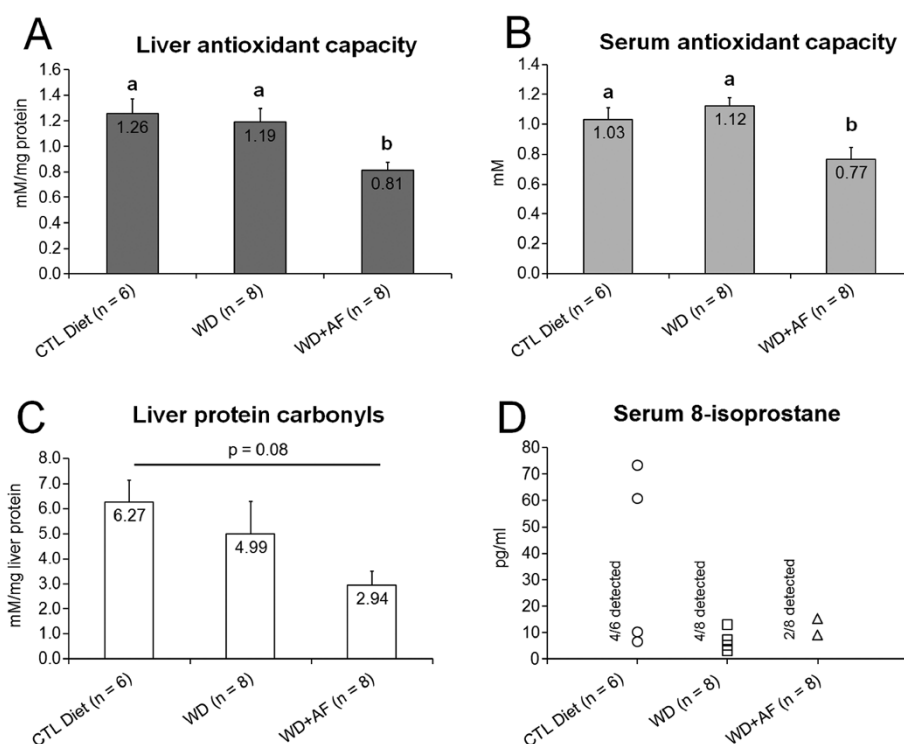 A
Liver antioxidant capacity
mM/mg protein
1.6
1.4
1.2
1.0
0.8
0.6
0.4
0.2
0.0
a
a
b
1.26
1.19
0.81
CTL Diet (n = 6)
WD (n = 8)
WD+AF (n = 8)
B
Serum antioxidant capacity
mM
1.4
1.2
1.0
0.8
0.6
0.4
0.2
0.0
a
a
b
1.03
1.12
0.77
CTL Diet (n = 6)
WD (n = 8)
WD+AF (n = 8)
C
Liver protein carbonyls
mM/mg liver protein
8.0
7.0
6.0
5.0
4.0
3.0
2.0
1.0
0.0
p = 0.08
6.27
4.99
2.94
CTL Diet (n = 6)
WD (n = 8)
WD+AF (n = 8)
D
Serum 8-isoprostane
pg/ml
80
70
60
50
40
30
20
10
0
4/6 detected
4/8 detected
2/8 detected
CTL Diet (n = 6)
WD (n = 8)
WD+AF (n = 8)